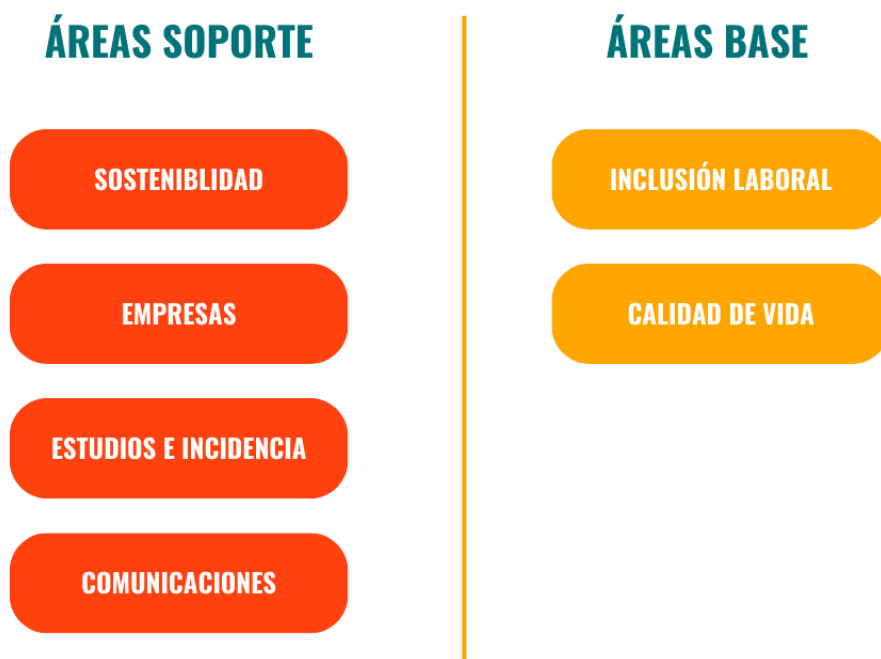 ÁREAS SOPORTE
SOSTENIBLIDAD
EMPRESAS
ESTUDIOS E INCIDENCIA
COMUNICACIONES
ÁREAS BASE
INCLUSIÓN LABORAL
CALIDAD DE VIDA